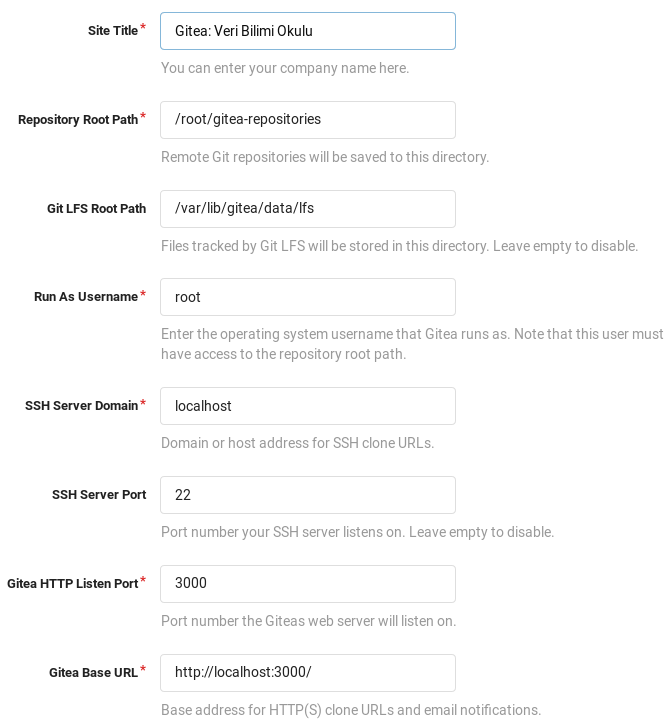 Site Title* Gitea: Veri Bilimi Okulu
You can enter your company name here.
Repository Root Path* /root/gitea-repositories
Remote Git repositories will be saved to this directory.
Git LFS Root Path /var/lib/gitea/data/lfs
Files tracked by Git LFS will be stored in this directory. Leave empty to disable.
Run As Username* root
Enter the operating system username that Gitea runs as. Note that this user must
have access to the repository root path.
SSH Server Domain* localhost
Domain or host address for SSH clone URLs.
SSH Server Port 22
Port number your SSH server listens on. Leave empty to disable.
Gitea HTTP Listen Port* 3000
Port number the Giteas web server will listen on.
Gitea Base URL* http://localhost:3000/
Base address for HTTP(S) clone URLs and email notifications.